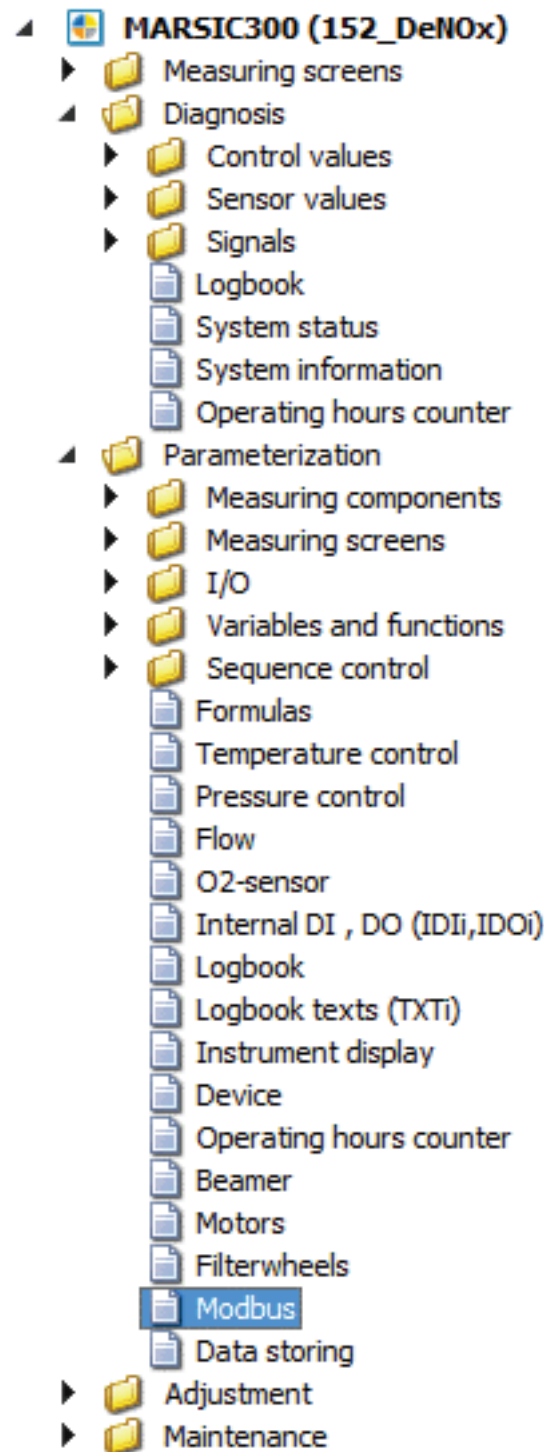 MARSIC300 (152_DeNOx)
Measuring screens
Diagnosis
Control values
Sensor values
Signals
Logbook
System status
System information
Operating hours counter
Parameterization
Measuring components
Measuring screens
I/O
Variables and functions
Sequence control
Formulas
Temperature control
Pressure control
Flow
O2-sensor
Internal DI , DO (IDIi,IDOi)
Logbook
Logbook texts (TXTi)
Instrument display
Device
Operating hours counter
Beamer
Motors
Filterwheels
Modbus
Data storing
Adjustment
Maintenance